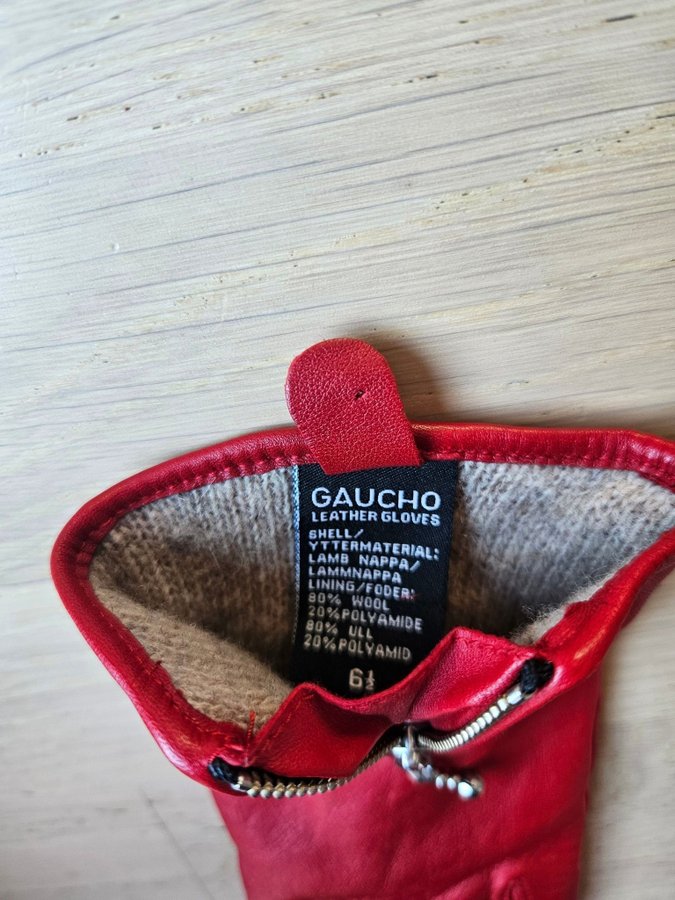 GAUCHO
LEATHER GLOVES
SHELL/
YTTERMATERIAL:
LAMB NAPPA/
LAMMNAPPA
LINING/FODER:
80% WOOL
20%POLYAMIDE
80% ULL
20%POLYAMID
6½